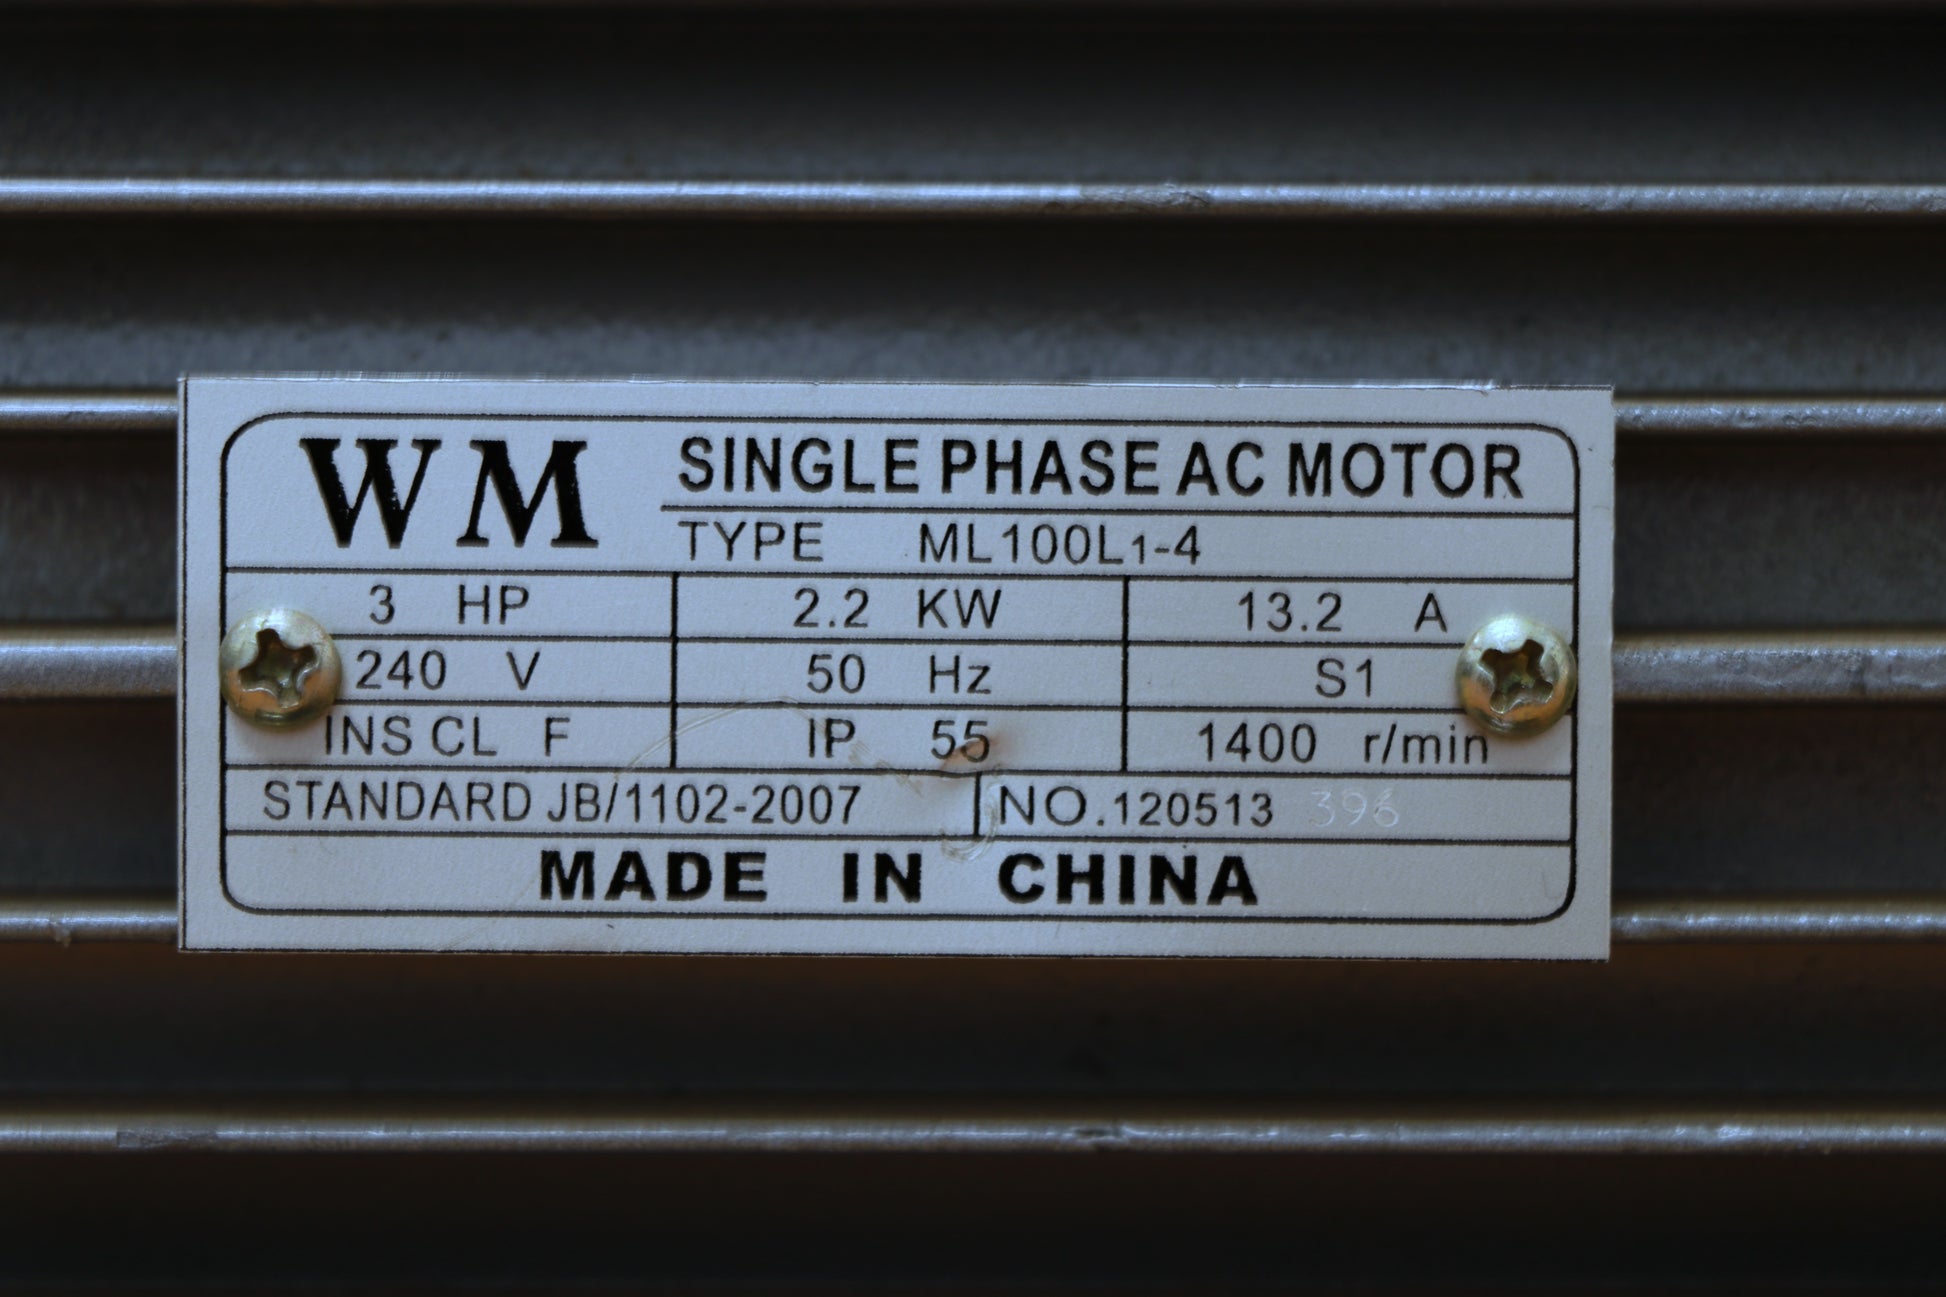 WM SINGLE PHASE AC MOTOR
TYPE ML100L1-4
3 HP 2.2 KW 13.2 A
240 V 50 Hz S1
INS CL F IP 55 1400 r/min
STANDARD JB/1102-2007 NO.120513 396
MADE IN CHINA